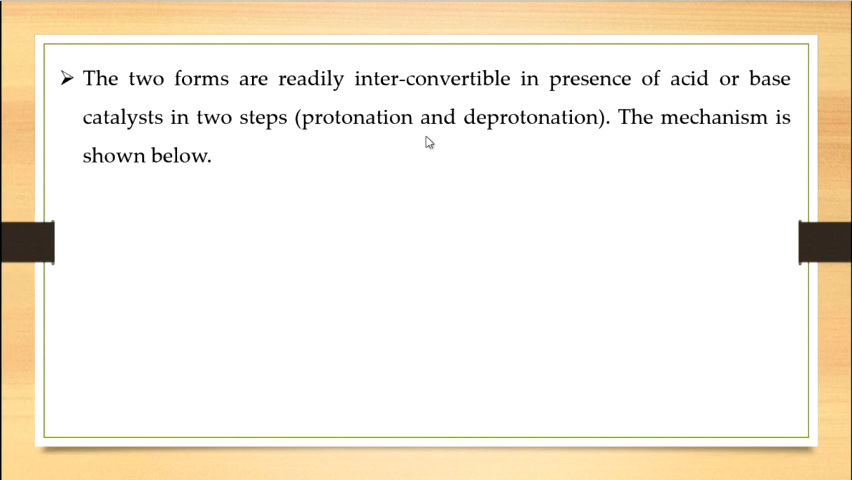 ➢ The two forms are readily inter-convertible in presence of acid or base
catalysts in two steps (protonation and deprotonation). The mechanism is
shown below.